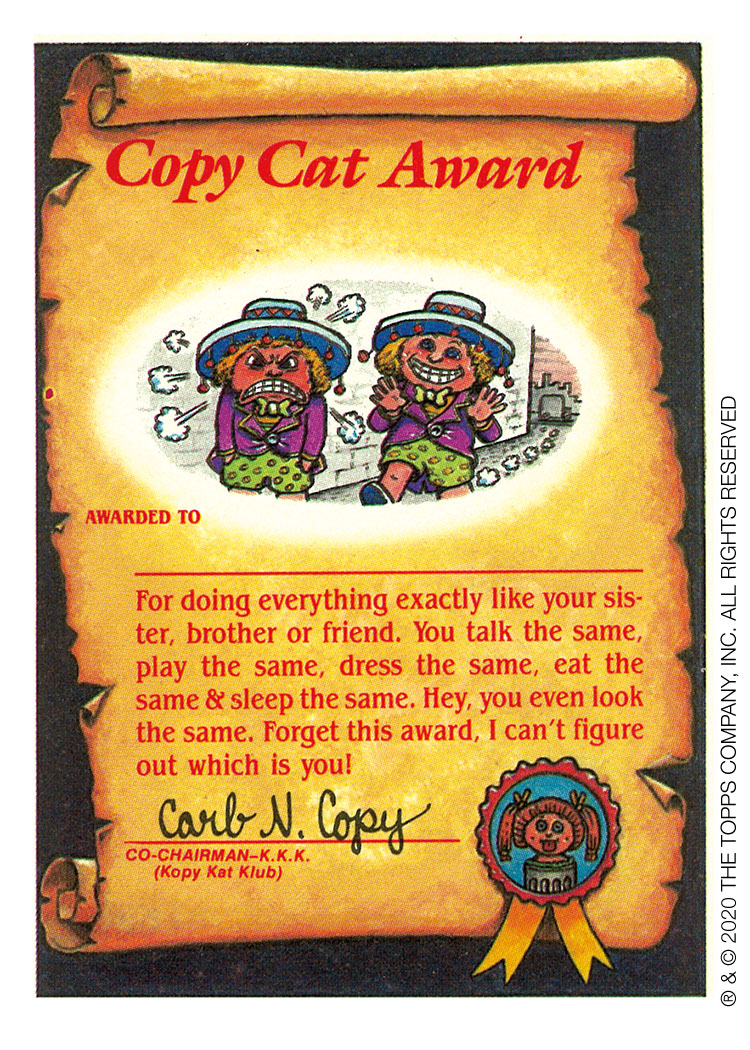 Copy Cat Award
AWARDED TO
For doing everything exactly like your sis-
ter, brother or friend. You talk the same,
play the same, dress the same, eat the
same & sleep the same. Hey, you even look
the same. Forget this award, I can't figure
out which is you!
Carb N. Copy
CO-CHAIRMAN–K.K.K.
(Kopy Kat Klub)
® & © 2020 THE TOPPS COMPANY, INC. ALL RIGHTS RESERVED